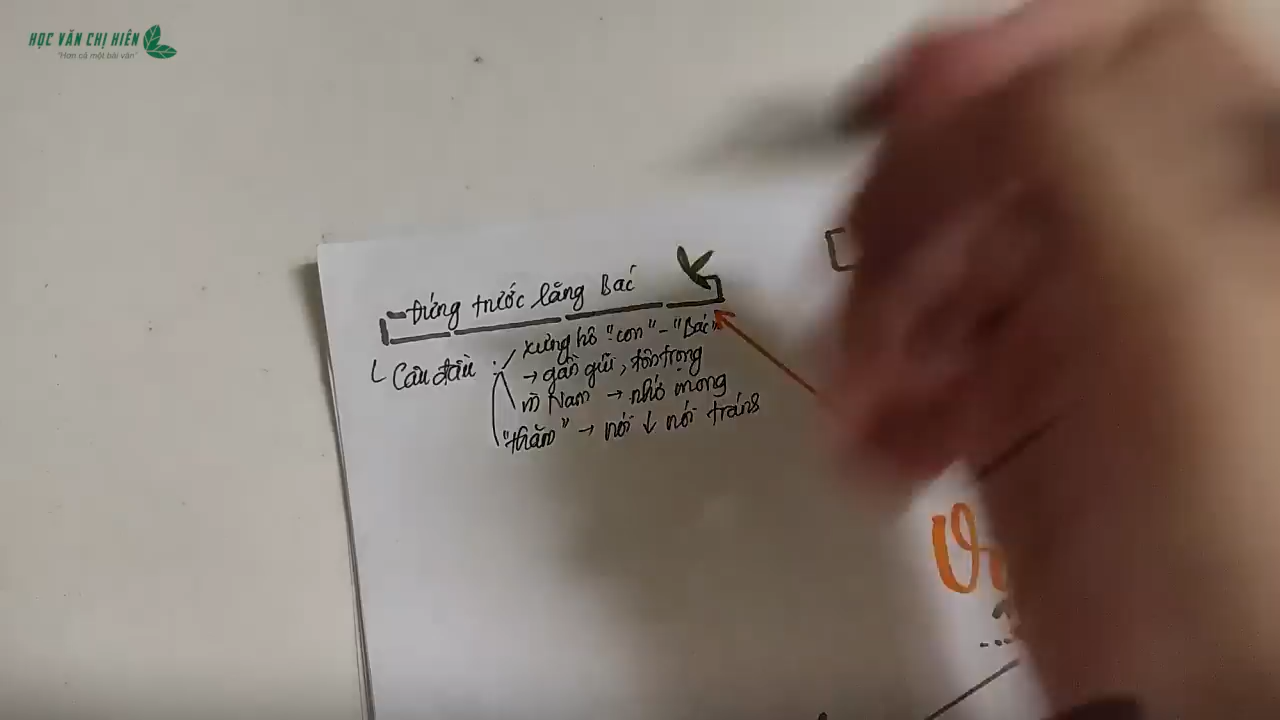 HỌC VĂN CHỊ HIÊN
"Hơn cả một bài văn"
Đứng trước lăng Bác
Câu đầu
xưng hô "con" - "Bác"
→ gần gũi, tôn trọng
m Nam → nhớ mong
"thăm" → nói ↓ nói tránh